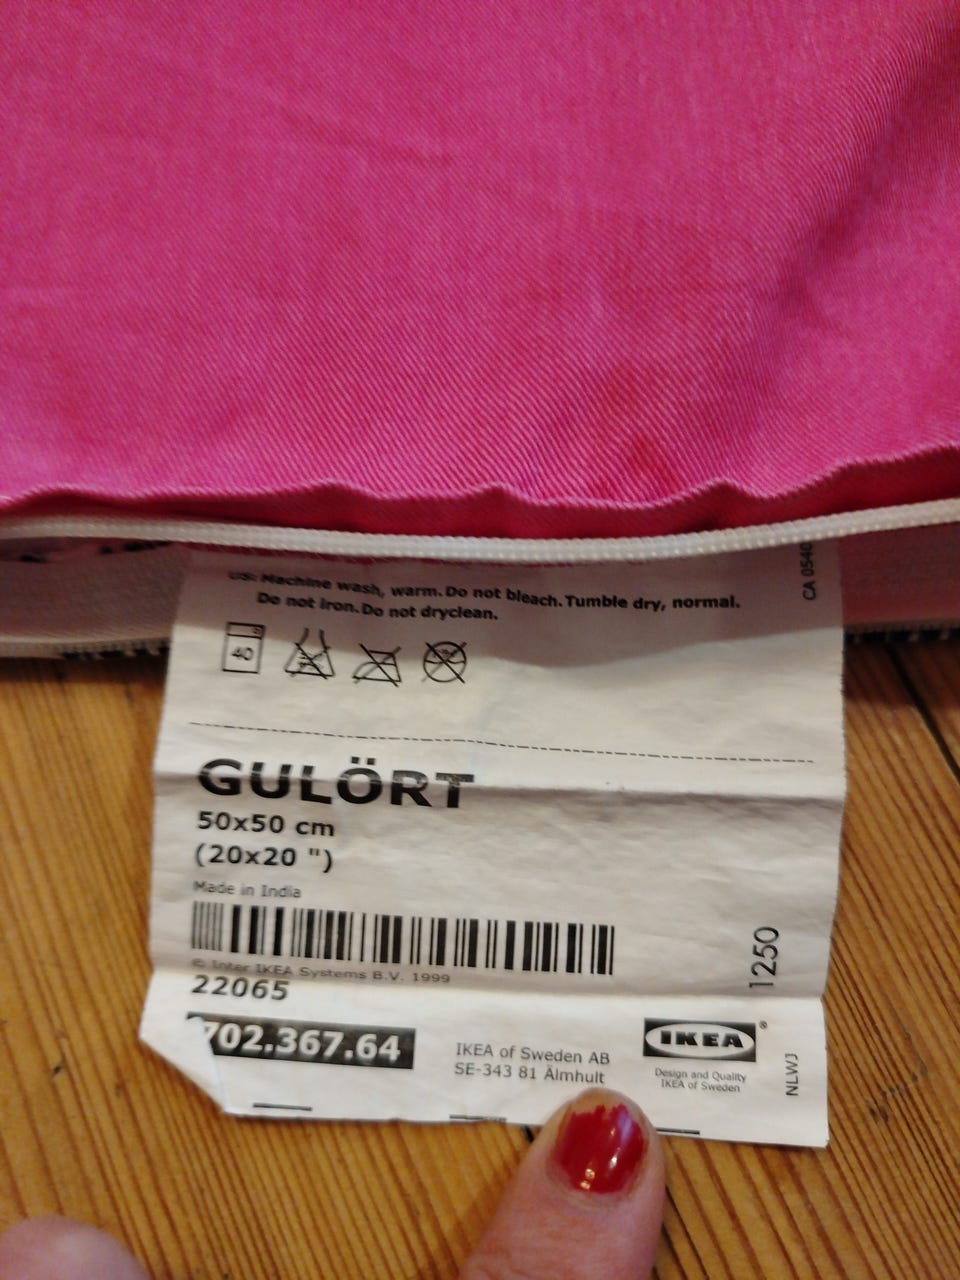 US: Machine wash, warm. Do not bleach. Tumble dry, normal.
Do not iron. Do not dryclean.
CA 0540
40
GULÖRT
50x50 cm
(20x20 ")
Made in India
© Inter IKEA Systems B.V. 1999
22065
1250
702.367.64
IKEA of Sweden AB
SE-343 81 Älmhult
IKEA ®
Design and Quality
IKEA of Sweden
NLWJ